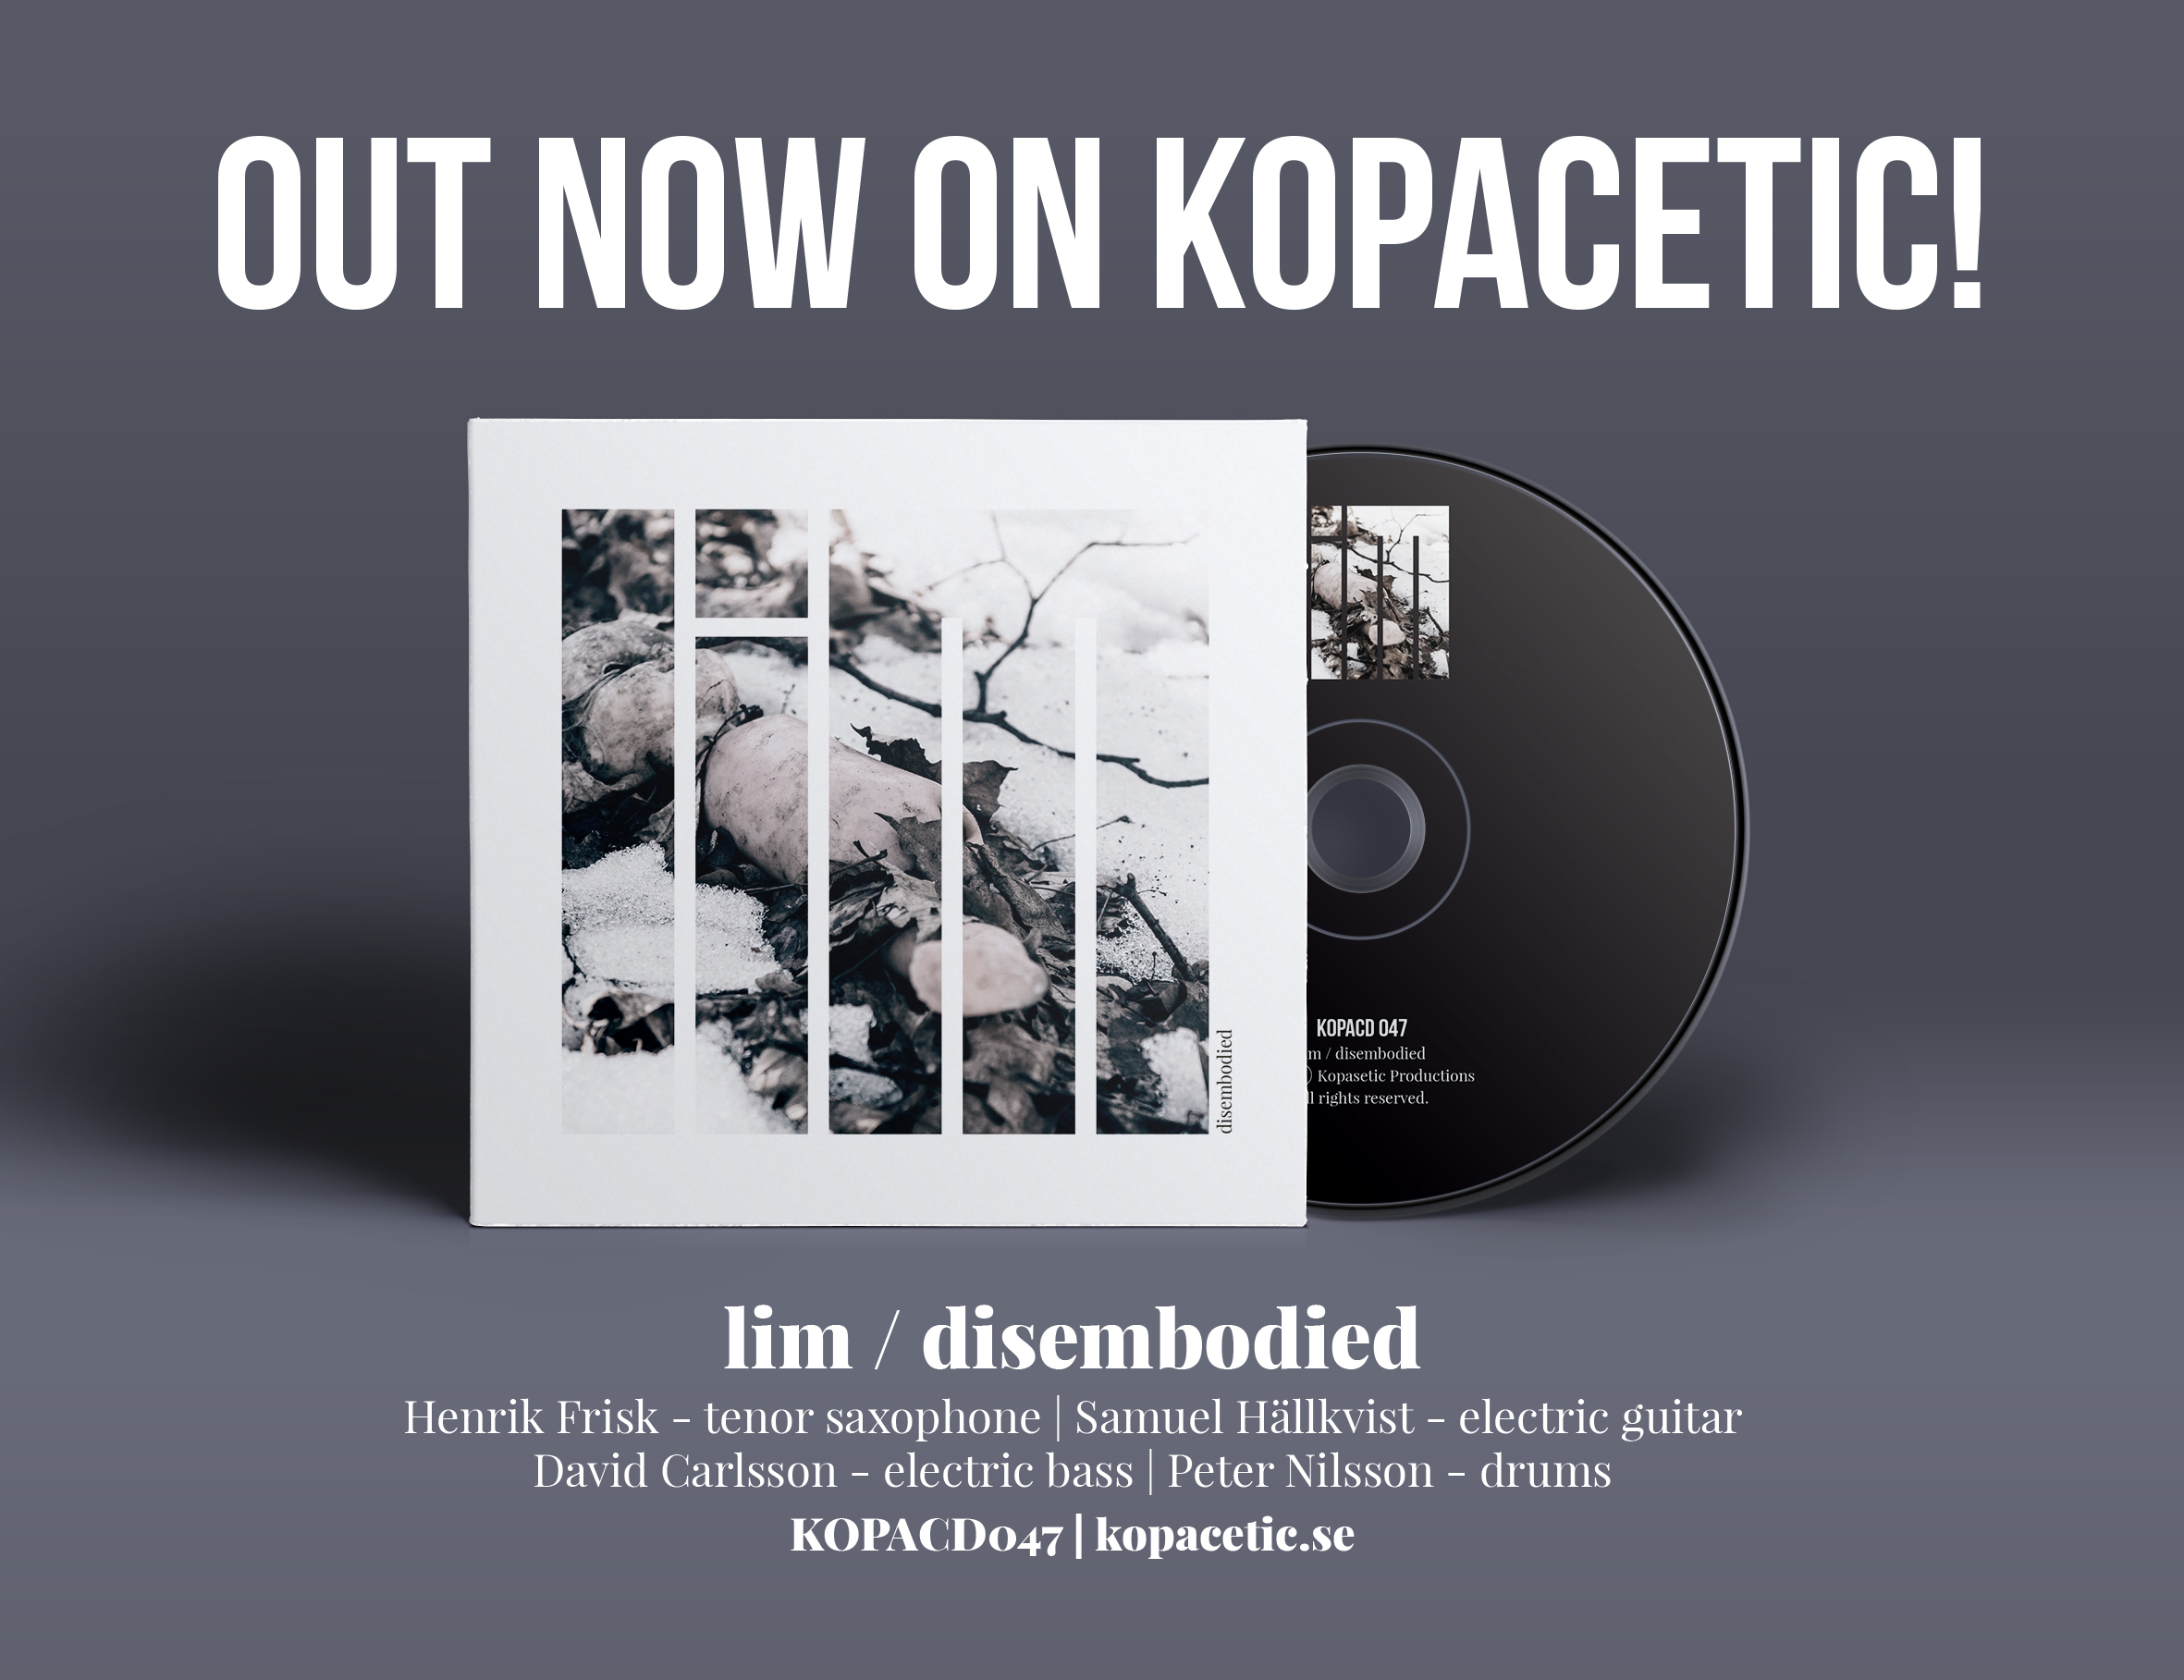 OUT NOW ON KOPACETIC!
disembodied
KOPACD 047
/ disembodied
Kopasetic Productions
rights reserved.
lim / disembodied
Henrik Frisk - tenor saxophone | Samuel Hällkvist - electric guitar
David Carlsson - electric bass | Peter Nilsson - drums
KOPACD047 | kopacetic.se